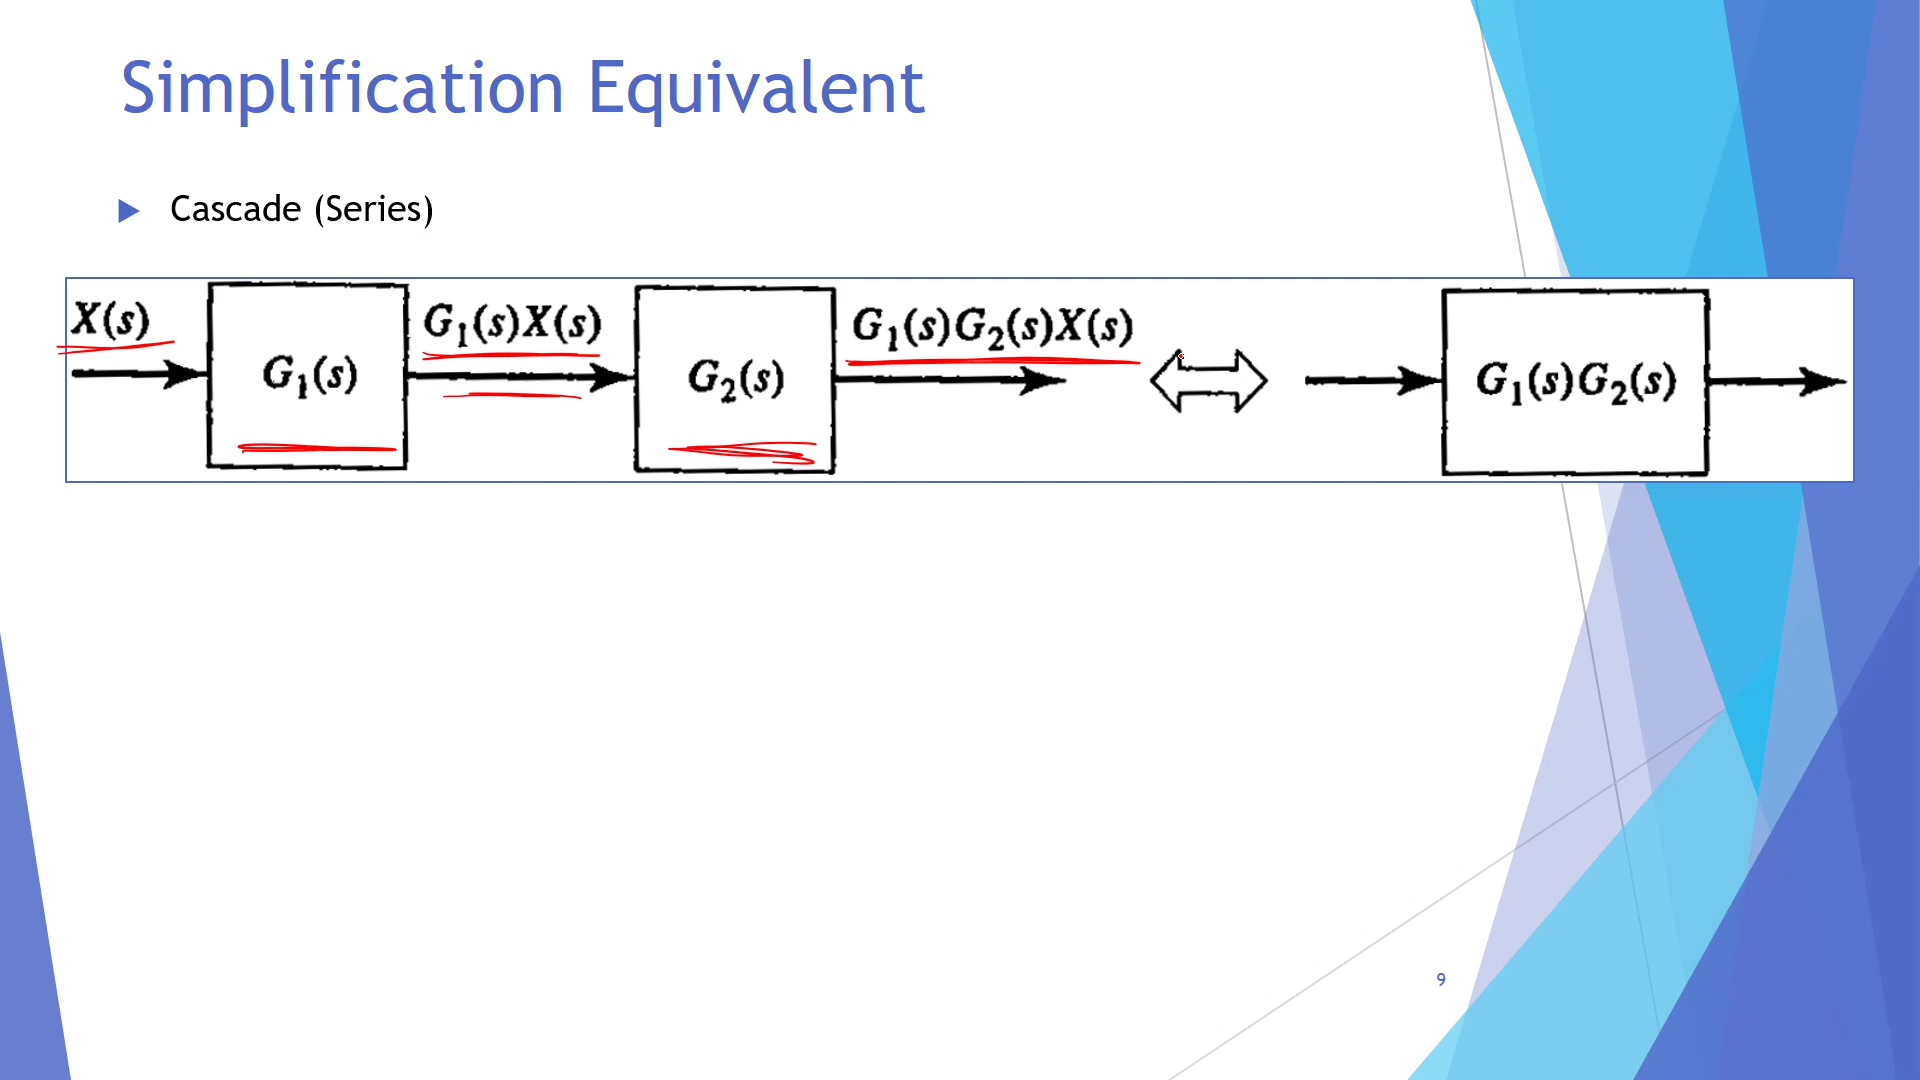 Simplification Equivalent
Cascade (Series)
X(s) G₁(s) G₁(s)X(s) G₂(s) G₁(s)G₂(s)X(s) G₁(s)G₂(s)
9